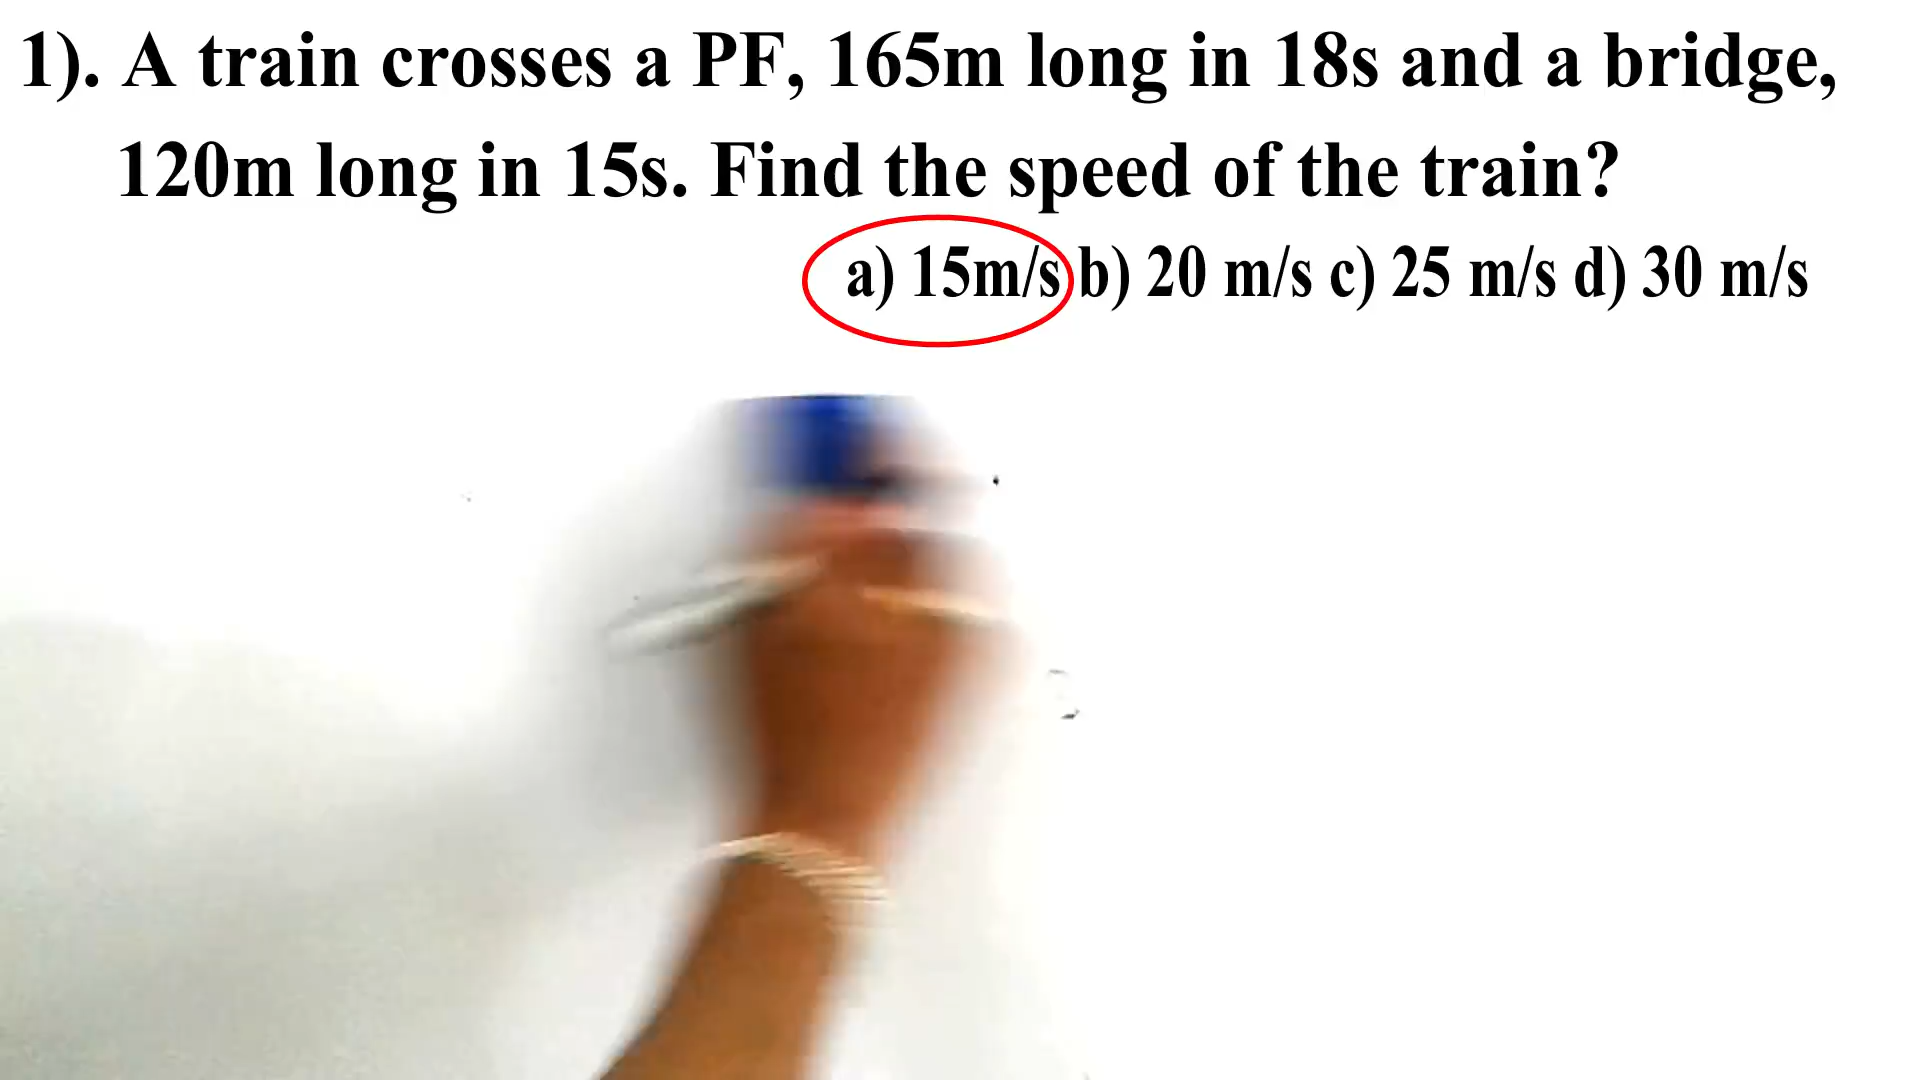 1). A train crosses a PF, 165m long in 18s and a bridge,
120m long in 15s. Find the speed of the train?
a) 15m/s b) 20 m/s c) 25 m/s d) 30 m/s